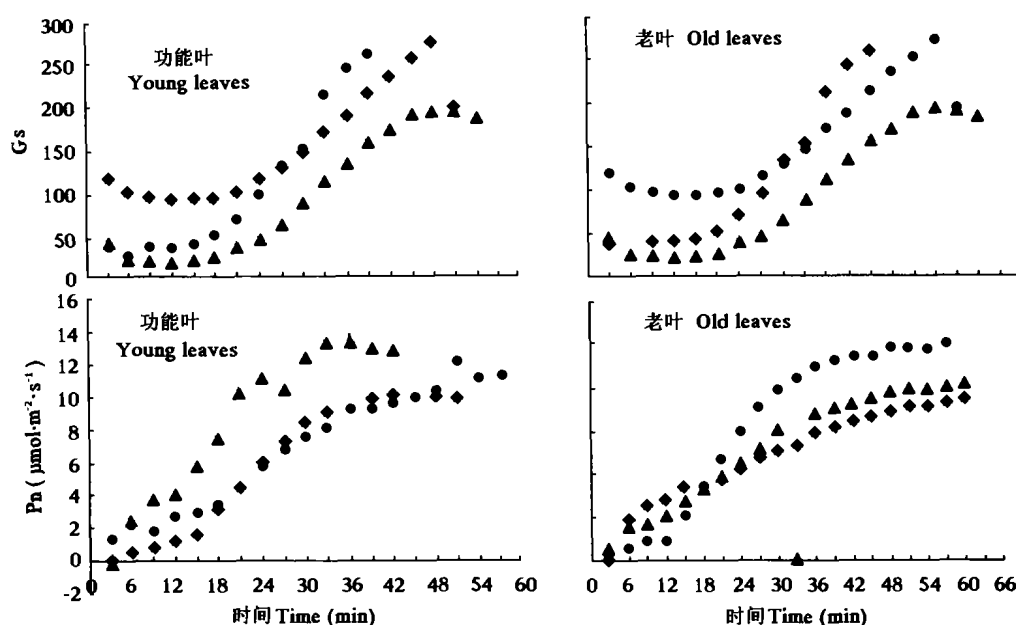 300
250
200
150
100
50
0
Gs
功能叶
Young leaves
老叶 Old leaves
16
14
12
10
8
6
4
2
0
-2
Pn ( μmol·m⁻²·s⁻¹ )
功能叶
Young leaves
老叶 Old leaves
0 6 12 18 24 30 36 42 48 54 60
时间 Time (min)
0 6 12 18 24 30 36 42 48 54 60 66
时间 Time (min)